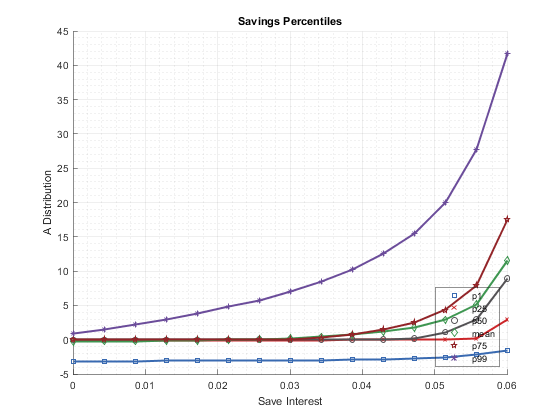 Savings Percentiles
45
40
35
30
25
20
15
10
5
0
-5
A Distribution
p1
p25
p50
mean
p75
p99
0 0.01 0.02 0.03 0.04 0.05 0.06
Save Interest